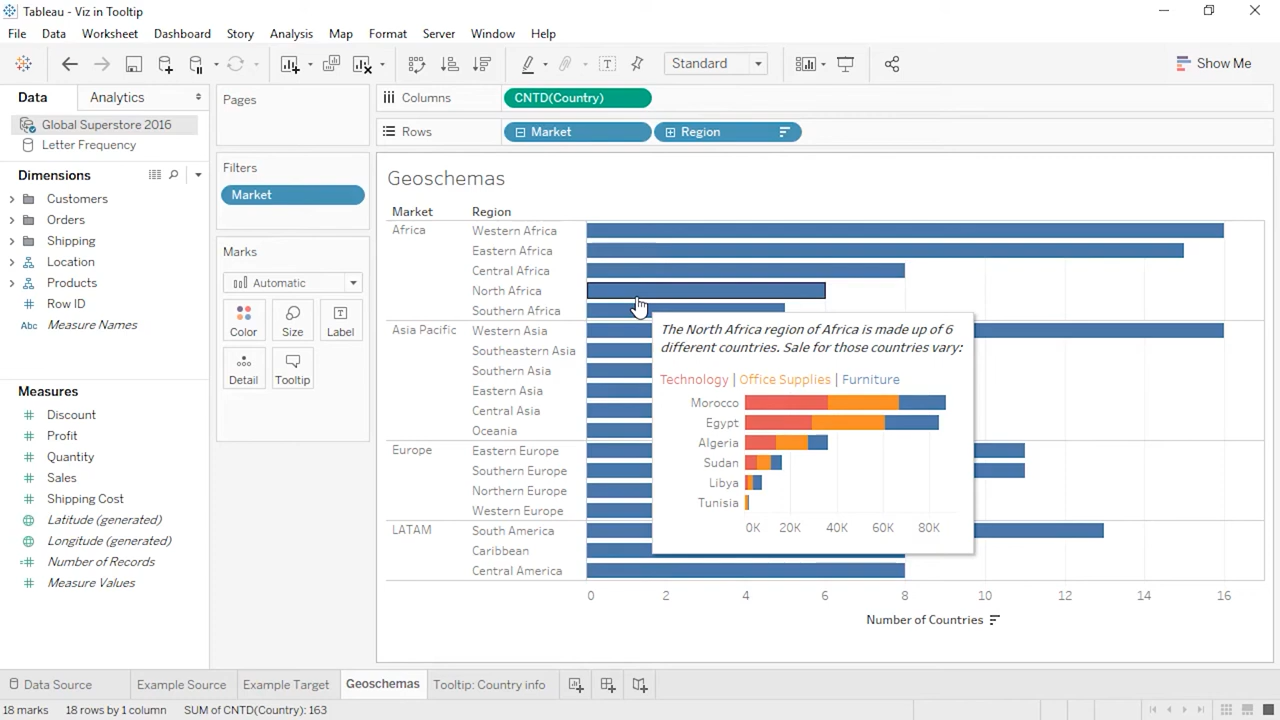 Tableau - Viz in Tooltip
File Data Worksheet Dashboard Story Analysis Map Format Server Window Help
Standard
Show Me
Data Analytics
Global Superstore 2016
Letter Frequency
Dimensions
Customers
Orders
Shipping
Location
Products
Row ID
Abc Measure Names
Measures
Discount
Profit
Quantity
Sales
Shipping Cost
Latitude (generated)
Longitude (generated)
Number of Records
Measure Values
Pages
Filters
Market
Marks
Automatic
Color Size Label
Detail Tooltip
Columns CNTD(Country)
Rows Market Region
Geoschemas
Market Region
Africa Western Africa
Eastern Africa
Central Africa
North Africa
Southern Africa
Asia Pacific Western Asia
Southeastern Asia
Southern Asia
Eastern Asia
Central Asia
Oceania
Europe Eastern Europe
Southern Europe
Northern Europe
Western Europe
LATAM South America
Caribbean
Central America
0 2 4 6 8 10 12 14 16
Number of Countries
The North Africa region of Africa is made up of 6
different countries. Sale for those countries vary:
Technology | Office Supplies | Furniture
Morocco
Egypt
Algeria
Sudan
Libya
Tunisia
0K 20K 40K 60K 80K
Data Source Example Source Example Target Geoschemas Tooltip: Country info
18 marks 18 rows by 1 column SUM of CNTD(Country): 163